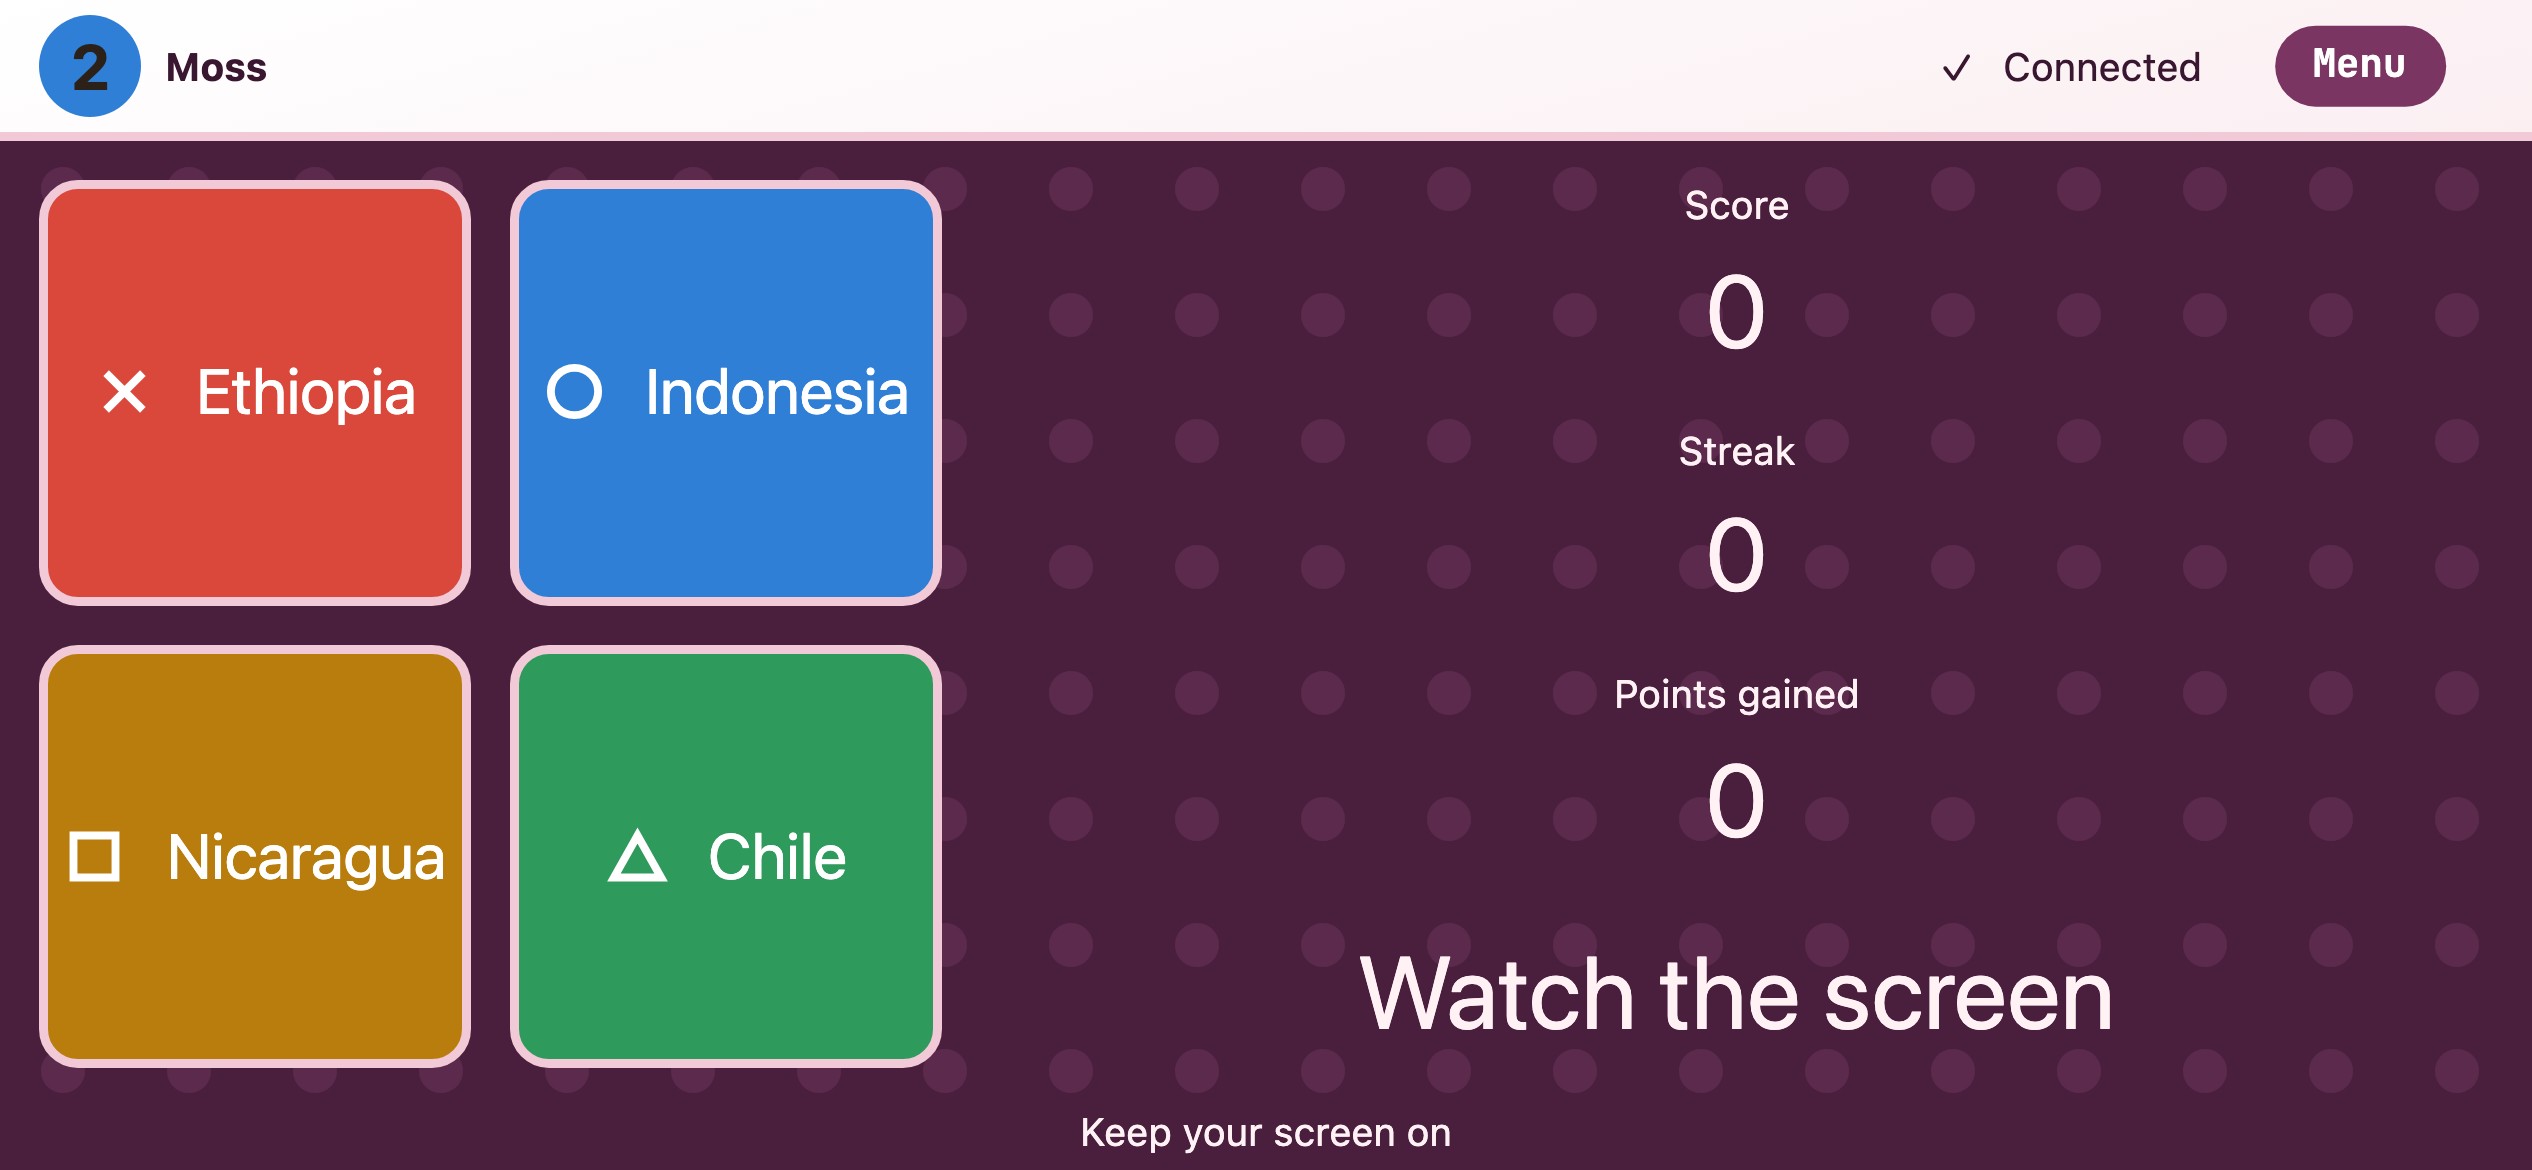 2 Moss
✓ Connected
Menu
Ethiopia
Indonesia
Nicaragua
Chile
Score
0
Streak
0
Points gained
0
Watch the screen
Keep your screen on